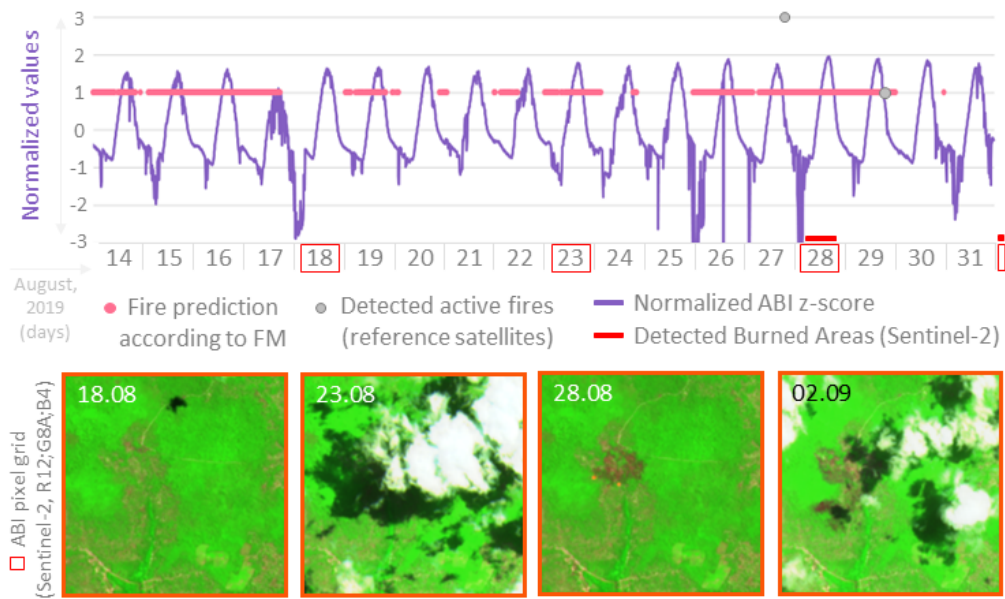 Normalized values
3
2
1
0
-1
-2
-3
14 15 16 17 18 19 20 21 22 23 24 25 26 27 28 29 30 31
August,
2019
(days)
Fire prediction
according to FM
Detected active fires
(reference satellites)
Normalized ABI z-score
Detected Burned Areas (Sentinel-2)
ABI pixel grid
(Sentinel-2, R12;G8A;B4)
18.08
23.08
28.08
02.09